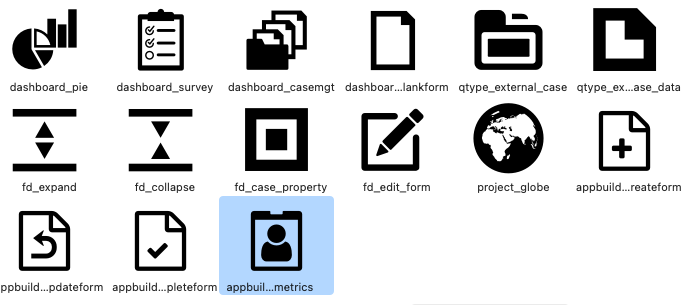 dashboard_pie
dashboard_survey
dashboard_casemgt
dashboar...lankform
qtype_external_case
qtype_ex...ase_data
fd_expand
fd_collapse
fd_case_property
fd_edit_form
project_globe
appbuild...reateform
ppbuild...pdateform
appbuild...pleteform
appbuil...metrics